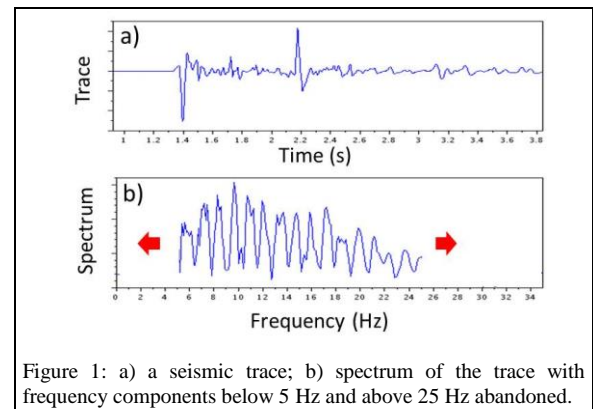 a)
Trace
1 1.2 1.4 1.6 1.8 2 2.2 2.4 2.6 2.8 3 3.2 3.4 3.6 3.8
Time (s)
b)
Spectrum
0 2 4 6 8 10 12 14 16 18 20 22 24 26 28 30 32 34
Frequency (Hz)
Figure 1: a) a seismic trace; b) spectrum of the trace with
frequency components below 5 Hz and above 25 Hz abandoned.